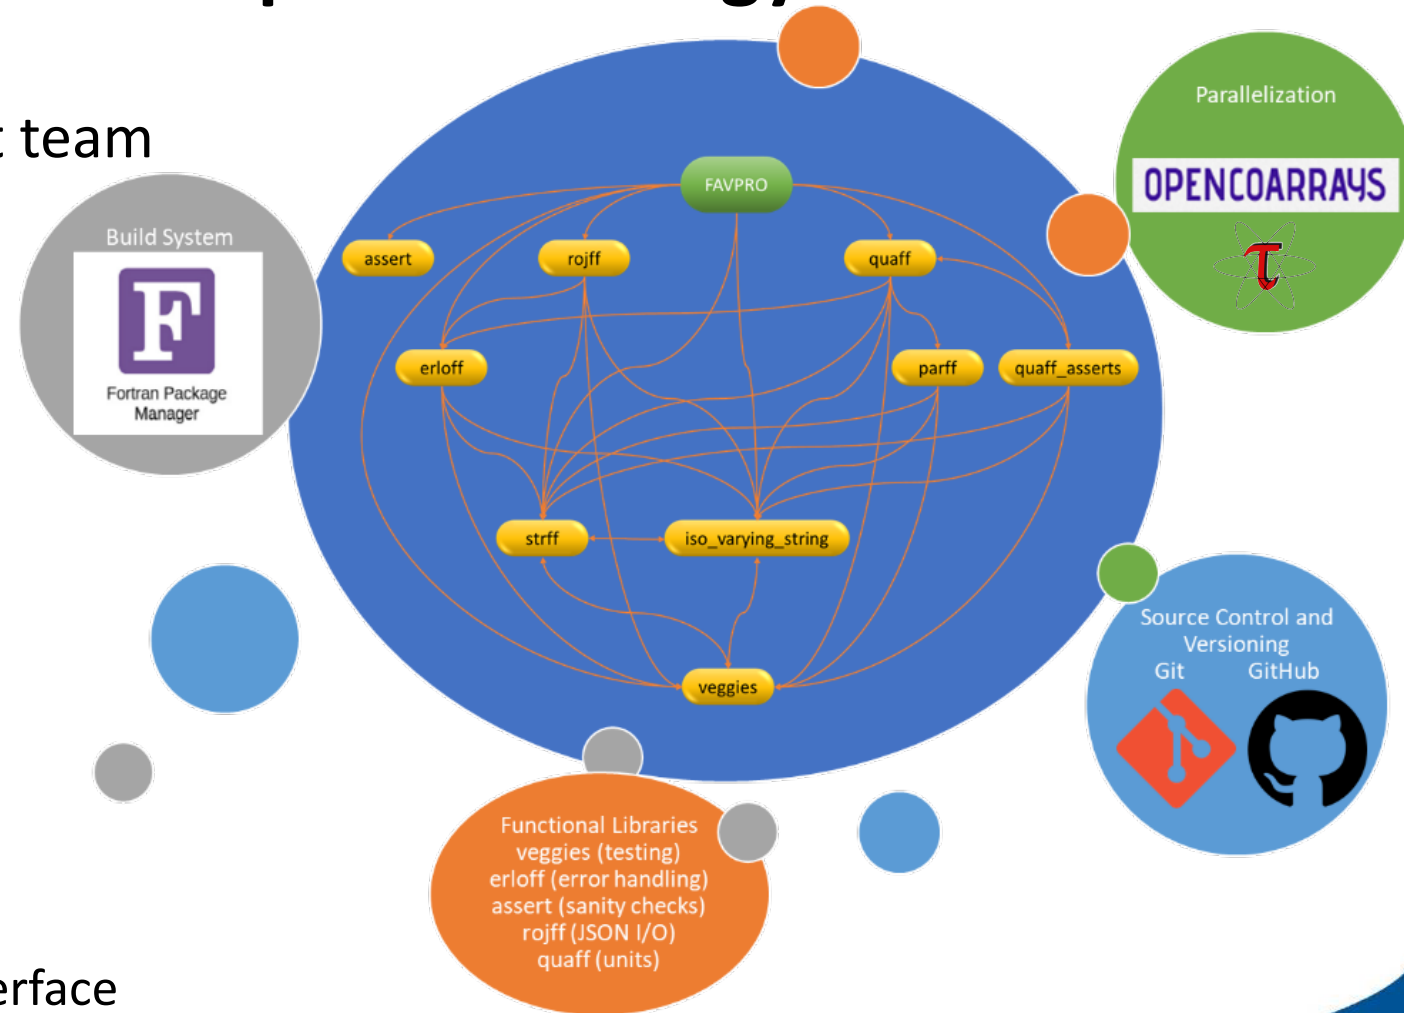 t team
Parallelization
OPENCOARRAYS
Build System
F
Fortran Package
Manager
FAVPRO
assert
rojff
quaff
erloff
parff
quaff_asserts
strff
iso_varying_string
veggies
Source Control and
Versioning
Git GitHub
Functional Libraries
veggies (testing)
erloff (error handling)
assert (sanity checks)
rojff (JSON I/O)
quaff (units)
erface